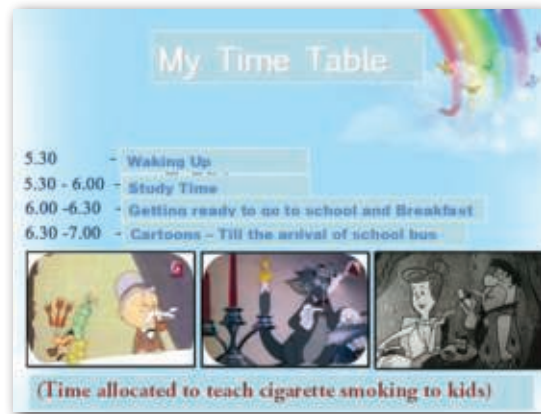 My Time Table
5.30 - Waking Up
5.30 - 6.00 - Study Time
6.00 -6.30 - Getting ready to go to school and Breakfast
6.30 -7.00 - Cartoons – Till the arrival of school bus
(Time allocated to teach cigarette smoking to kids)